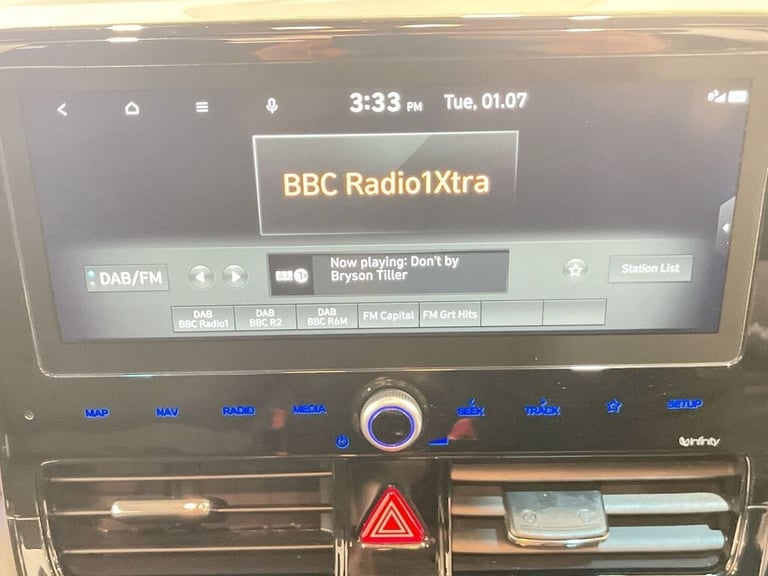 3:33 PM Tue, 01.07
BBC Radio1Xtra
DAB/FM
Now playing: Don't by
Bryson Tiller
Station List
DAB
BBC Radio1
DAB
BBC R2
DAB
BBC R6M
FM Capital
FM Grt Hits
MAP
NAV
RADIO
MEDIA
SEEK
TRACK
SETUP
infinity